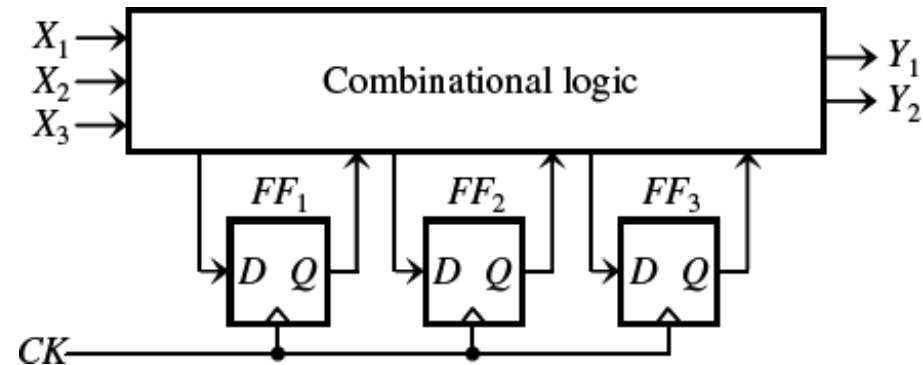 X₁
X₂
X₃
Combinational logic
Y₁
Y₂
FF₁ FF₂ FF₃
D Q D Q D Q
CK